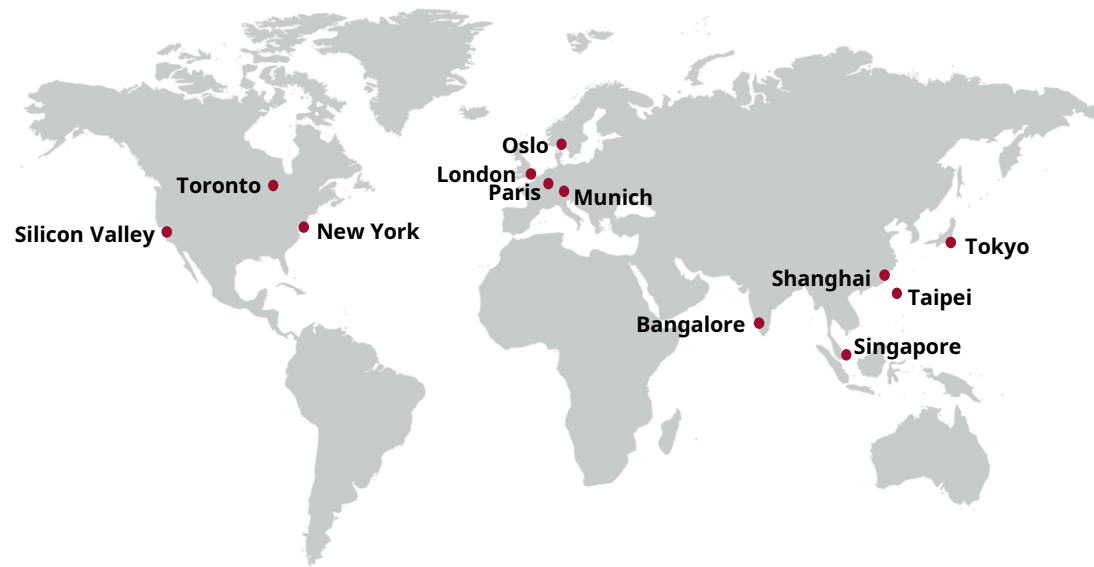 Oslo
London
Paris
Munich
Toronto
Silicon Valley
New York
Tokyo
Shanghai
Taipei
Bangalore
Singapore